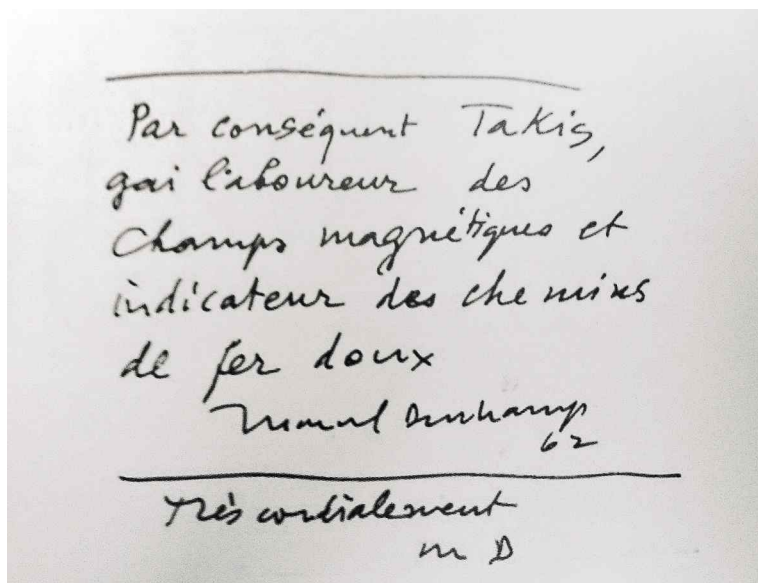 Par conséquent Takis,
gai laboureur des
Champs magnétiques et
indicateur des chemins
de fer doux
Marcel Duchamp
62
Très cordialement
m D